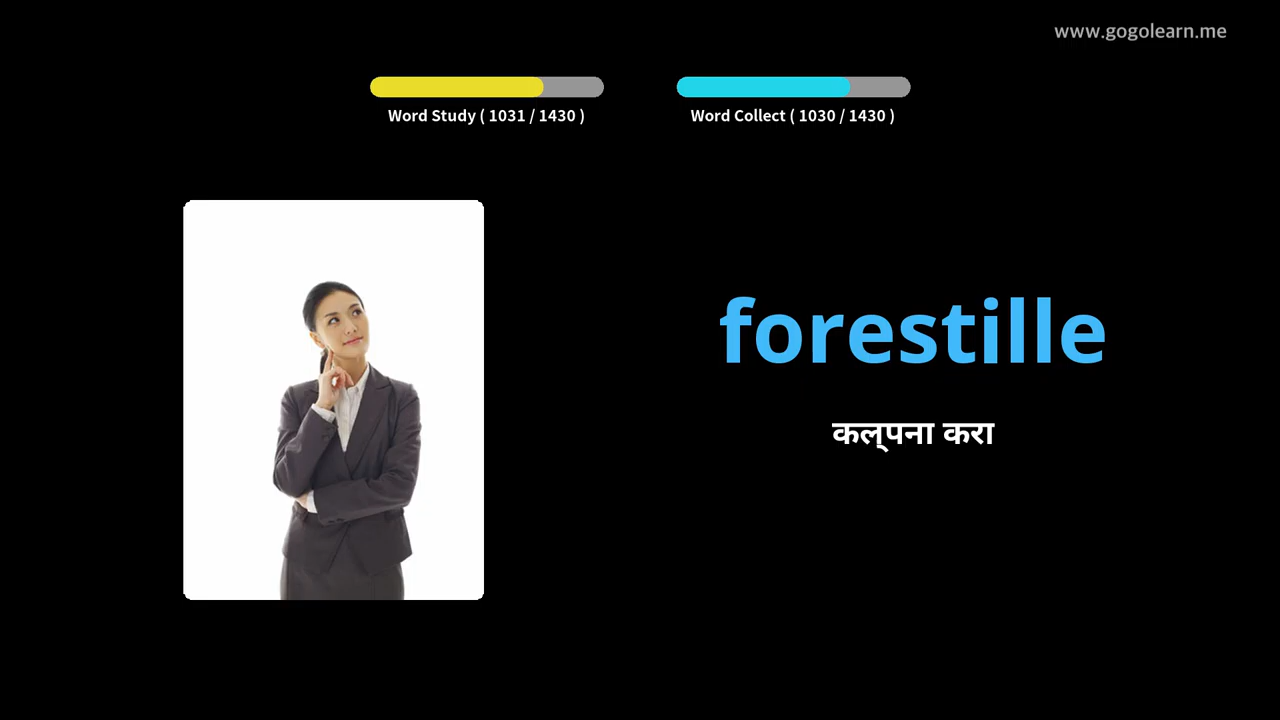 www.gogolearn.me
Word Study ( 1031 / 1430 )
Word Collect ( 1030 / 1430 )
forestille
कल्पना करा